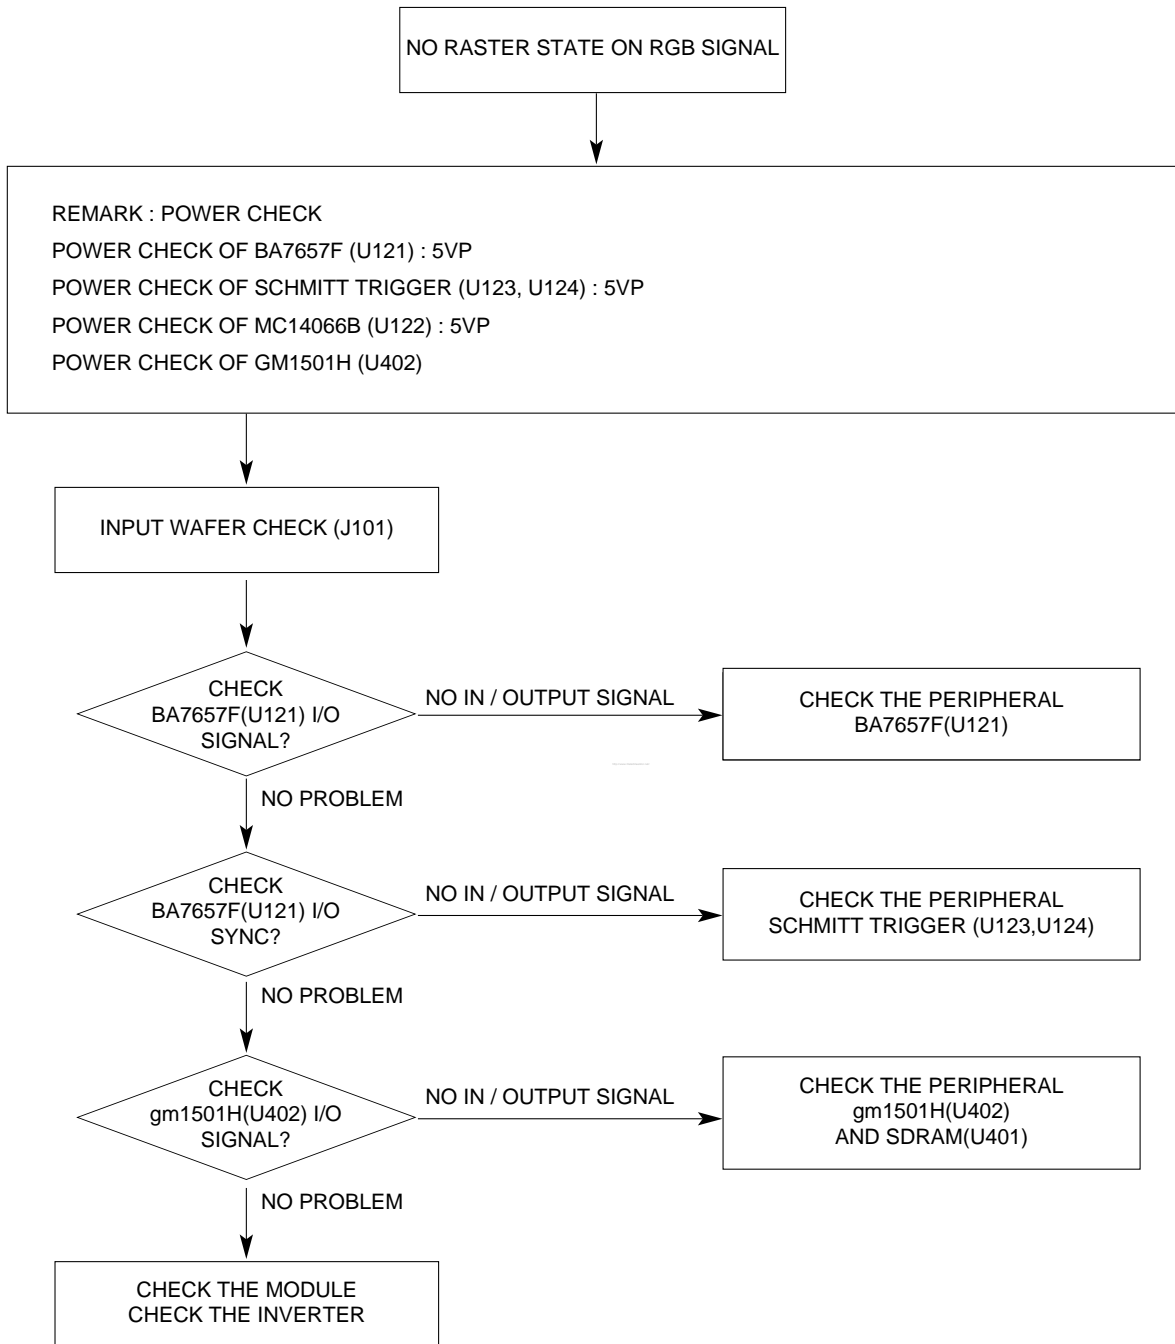 NO RASTER STATE ON RGB SIGNAL
REMARK : POWER CHECK
POWER CHECK OF BA7657F (U121) : 5VP
POWER CHECK OF SCHMITT TRIGGER (U123, U124) : 5VP
POWER CHECK OF MC14066B (U122) : 5VP
POWER CHECK OF GM1501H (U402)
INPUT WAFER CHECK (J101)
CHECK
BA7657F(U121) I/O
SIGNAL?
NO IN / OUTPUT SIGNAL
CHECK THE PERIPHERAL
BA7657F(U121)
NO PROBLEM
CHECK
BA7657F(U121) I/O
SYNC?
NO IN / OUTPUT SIGNAL
CHECK THE PERIPHERAL
SCHMITT TRIGGER (U123,U124)
NO PROBLEM
CHECK
gm1501H(U402) I/O
SIGNAL?
NO IN / OUTPUT SIGNAL
CHECK THE PERIPHERAL
gm1501H(U402)
AND SDRAM(U401)
NO PROBLEM
CHECK THE MODULE
CHECK THE INVERTER